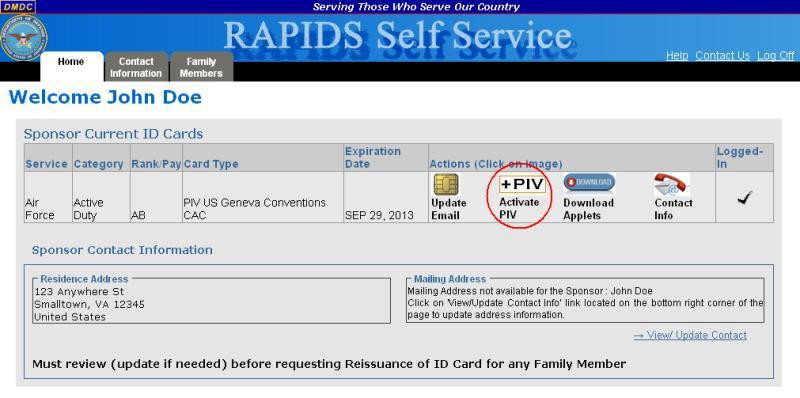 DMDC
Serving Those Who Serve Our Country
RAPIDS Self Service
Help Contact Us Log Off
Home
Contact Information
Family Members
Welcome John Doe
Sponsor Current ID Cards
Service Category Rank/Pay Card Type Expiration Date Actions (Click on image) Logged-In
Air Force Active Duty AB PIV US Geneva Conventions CAC SEP 29, 2013
Update Email
+PIV
Activate PIV
DOWNLOAD
Download Applets
Contact Info
Sponsor Contact Information
Residence Address
123 Anywhere St
Smalltown, VA 12345
United States
Mailing Address
Mailing Address not available for the Sponsor : John Doe
Click on 'View/Update Contact Info' link located on the bottom right corner of the
page to update address information.
→ View/ Update Contact
Must review (update if needed) before requesting Reissuance of ID Card for any Family Member